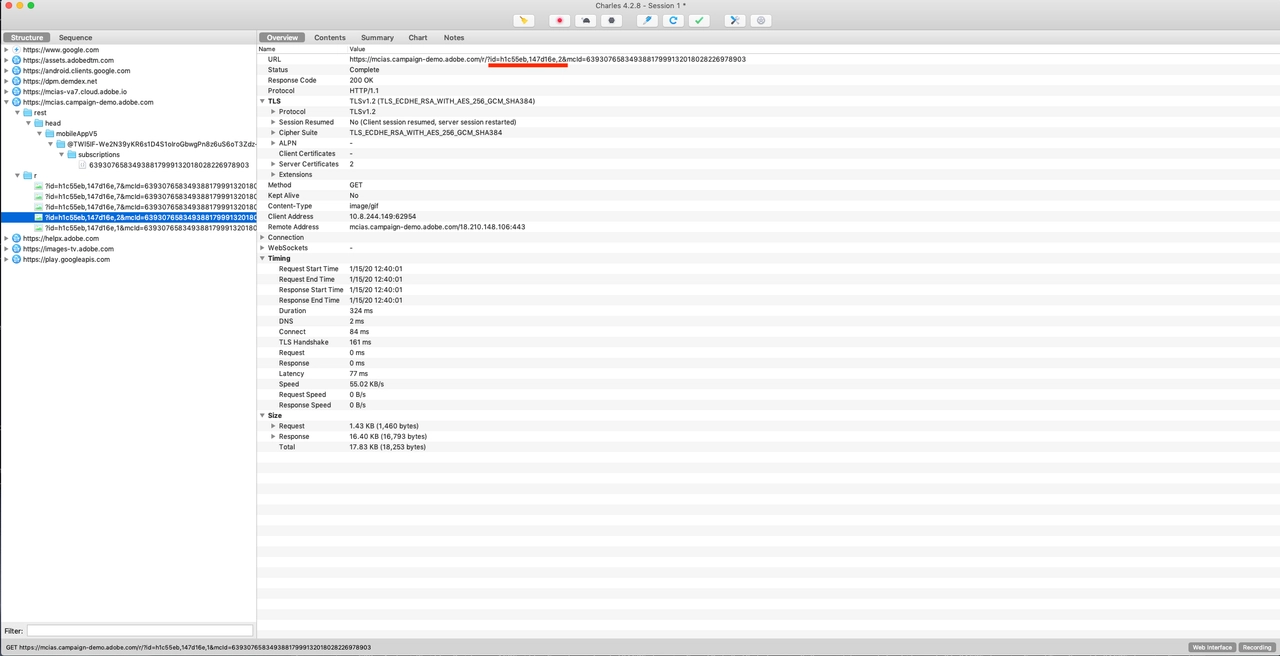 Charles 4.2.8 - Session 1 *
Structure Sequence
https://www.google.com
https://assets.adobedtm.com
https://android.clients.google.com
https://dpm.demdex.net
https://mcias-va7.cloud.adobe.io
https://mcias.campaign-demo.adobe.com
rest
head
mobileAppV5
subscriptions
63930765834938817999132018028226978903
r
?id=h1c55eb,147d16e,7&mcId=639307658349388179991320180
?id=h1c55eb,147d16e,7&mcId=639307658349388179991320180
?id=h1c55eb,147d16e,2&mcId=639307658349388179991320180
?id=h1c55eb,147d16e,1&mcId=639307658349388179991320180
https://helpx.adobe.com
https://images-tv.adobe.com
https://play.googleapis.com
Filter:
Overview Contents Summary Chart Notes
Name Value
URL https://mcias.campaign-demo.adobe.com/r/?id=h1c55eb,147d16e,2&mcId=63930765834938817999132018028226978903
Status Complete
Response Code 200 OK
Protocol HTTP/1.1
TLS TLSv1.2 (TLS_ECDHE_RSA_WITH_AES_256_GCM_SHA384)
Protocol TLSv1.2
Session Resumed No (Client session resumed, server session restarted)
Cipher Suite TLS_ECDHE_RSA_WITH_AES_256_GCM_SHA384
ALPN -
Client Certificates -
Server Certificates 2
Extensions
Method GET
Kept Alive No
Content-Type image/gif
Client Address 10.8.244.149:62954
Remote Address mcias.campaign-demo.adobe.com/18.210.148.106:443
Connection
WebSockets -
Timing
Request Start Time 1/15/20 12:40:01
Request End Time 1/15/20 12:40:01
Response Start Time 1/15/20 12:40:01
Response End Time 1/15/20 12:40:01
Duration 324 ms
DNS 2 ms
Connect 84 ms
TLS Handshake 161 ms
Request 0 ms
Response 0 ms
Latency 77 ms
Speed 55.02 KB/s
Request Speed 0 B/s
Response Speed 0 B/s
Size
Request 1.43 KB (1,460 bytes)
Response 16.40 KB (16,793 bytes)
Total 17.83 KB (18,253 bytes)
GET https://mcias.campaign-demo.adobe.com/r/?id=h1c55eb,147d16e,1&mcId=63930765834938817999132018028226978903
Web Interface Recording